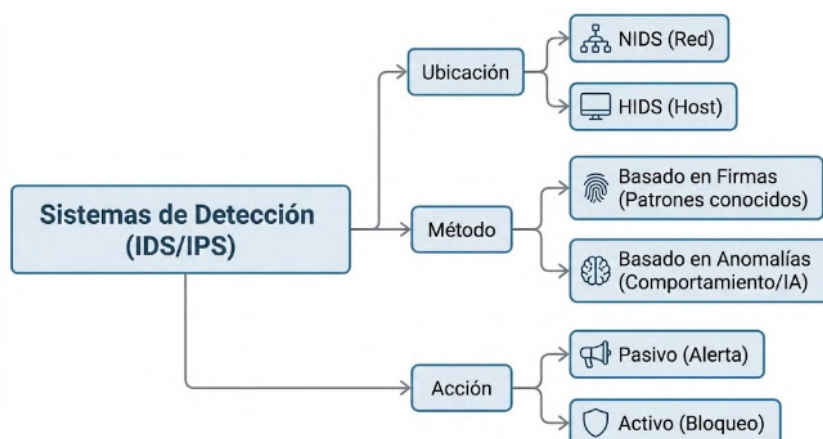 Sistemas de Detección
(IDS/IPS)
Ubicación
NIDS (Red)
HIDS (Host)
Método
Basado en Firmas
(Patrones conocidos)
Basado en Anomalías
(Comportamiento/IA)
Acción
Pasivo (Alerta)
Activo (Bloqueo)